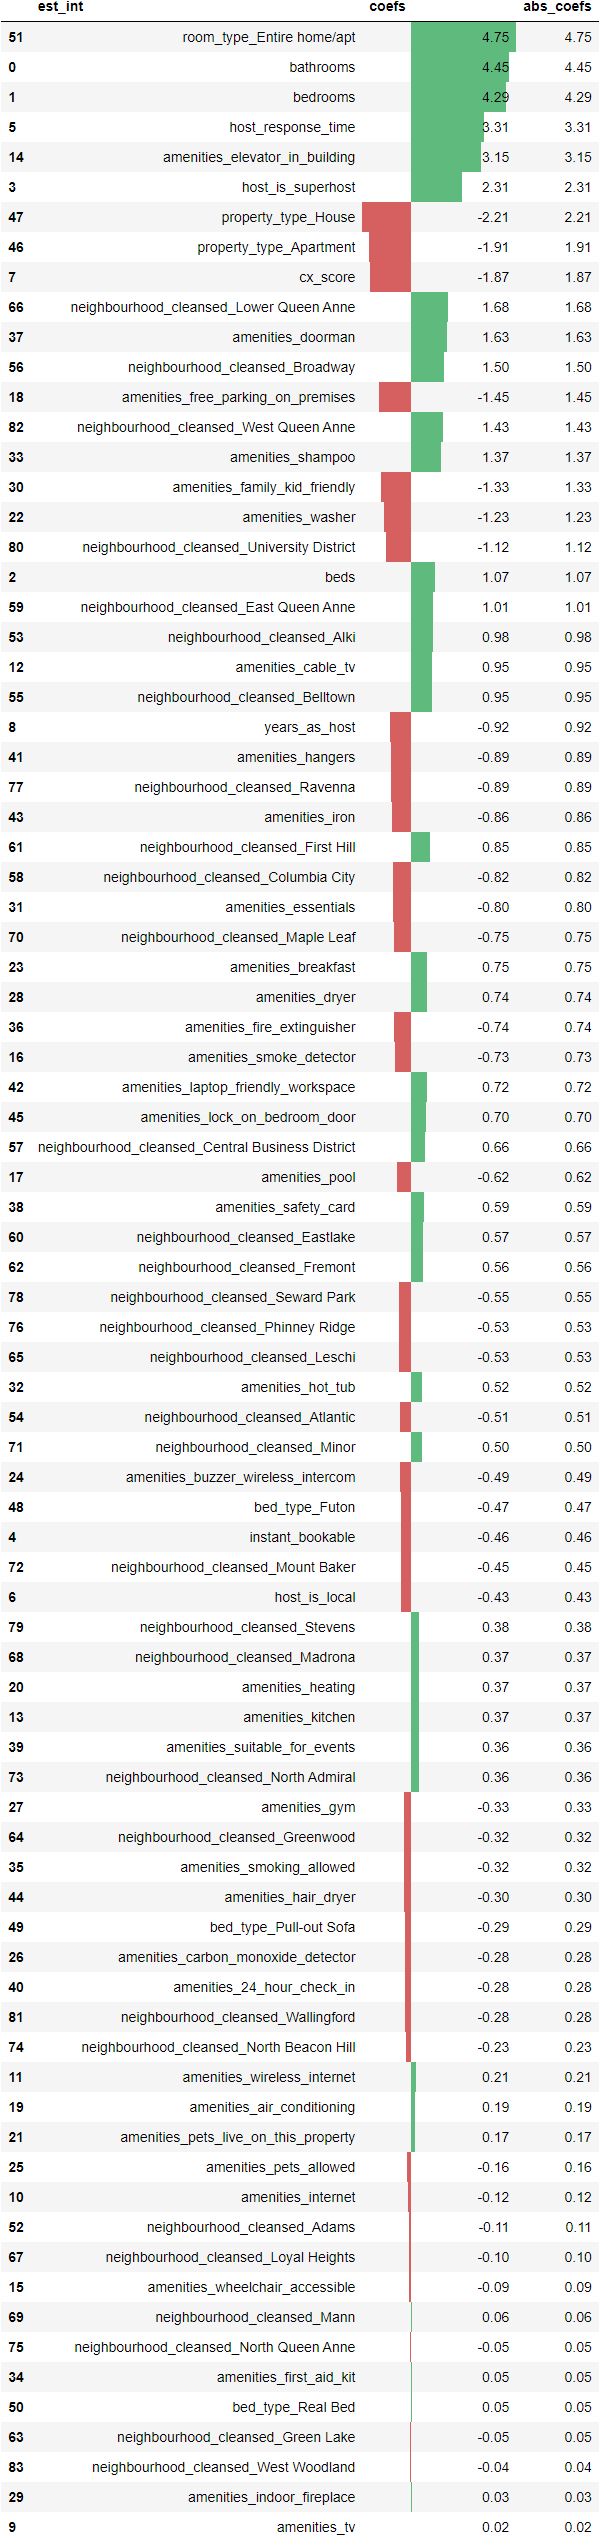 est_int coefs abs_coefs
51 room_type_Entire home/apt 4.75 4.75
0 bathrooms 4.45 4.45
1 bedrooms 4.29 4.29
5 host_response_time 3.31 3.31
14 amenities_elevator_in_building 3.15 3.15
3 host_is_superhost 2.31 2.31
47 property_type_House -2.21 2.21
46 property_type_Apartment -1.91 1.91
7 cx_score -1.87 1.87
66 neighbourhood_cleansed_Lower Queen Anne 1.68 1.68
37 amenities_doorman 1.63 1.63
56 neighbourhood_cleansed_Broadway 1.50 1.50
18 amenities_free_parking_on_premises -1.45 1.45
82 neighbourhood_cleansed_West Queen Anne 1.43 1.43
33 amenities_shampoo 1.37 1.37
30 amenities_family_kid_friendly -1.33 1.33
22 amenities_washer -1.23 1.23
80 neighbourhood_cleansed_University District -1.12 1.12
2 beds 1.07 1.07
59 neighbourhood_cleansed_East Queen Anne 1.01 1.01
53 neighbourhood_cleansed_Alki 0.98 0.98
12 amenities_cable_tv 0.95 0.95
55 neighbourhood_cleansed_Belltown 0.95 0.95
8 years_as_host -0.92 0.92
41 amenities_hangers -0.89 0.89
77 neighbourhood_cleansed_Ravenna -0.89 0.89
43 amenities_iron -0.86 0.86
61 neighbourhood_cleansed_First Hill 0.85 0.85
58 neighbourhood_cleansed_Columbia City -0.82 0.82
31 amenities_essentials -0.80 0.80
70 neighbourhood_cleansed_Maple Leaf -0.75 0.75
23 amenities_breakfast 0.75 0.75
28 amenities_dryer 0.74 0.74
36 amenities_fire_extinguisher -0.74 0.74
16 amenities_smoke_detector -0.73 0.73
42 amenities_laptop_friendly_workspace 0.72 0.72
45 amenities_lock_on_bedroom_door 0.70 0.70
57 neighbourhood_cleansed_Central Business District 0.66 0.66
17 amenities_pool -0.62 0.62
38 amenities_safety_card 0.59 0.59
60 neighbourhood_cleansed_Eastlake 0.57 0.57
62 neighbourhood_cleansed_Fremont 0.56 0.56
78 neighbourhood_cleansed_Seward Park -0.55 0.55
76 neighbourhood_cleansed_Phinney Ridge -0.53 0.53
65 neighbourhood_cleansed_Leschi -0.53 0.53
32 amenities_hot_tub 0.52 0.52
54 neighbourhood_cleansed_Atlantic -0.51 0.51
71 neighbourhood_cleansed_Minor 0.50 0.50
24 amenities_buzzer_wireless_intercom -0.49 0.49
48 bed_type_Futon -0.47 0.47
4 instant_bookable -0.46 0.46
72 neighbourhood_cleansed_Mount Baker -0.45 0.45
6 host_is_local -0.43 0.43
79 neighbourhood_cleansed_Stevens 0.38 0.38
68 neighbourhood_cleansed_Madrona 0.37 0.37
20 amenities_heating 0.37 0.37
13 amenities_kitchen 0.37 0.37
39 amenities_suitable_for_events 0.36 0.36
73 neighbourhood_cleansed_North Admiral 0.36 0.36
27 amenities_gym -0.33 0.33
64 neighbourhood_cleansed_Greenwood -0.32 0.32
35 amenities_smoking_allowed -0.32 0.32
44 amenities_hair_dryer -0.30 0.30
49 bed_type_Pull-out Sofa -0.29 0.29
26 amenities_carbon_monoxide_detector -0.28 0.28
40 amenities_24_hour_check_in -0.28 0.28
81 neighbourhood_cleansed_Wallingford -0.28 0.28
74 neighbourhood_cleansed_North Beacon Hill -0.23 0.23
11 amenities_wireless_internet 0.21 0.21
19 amenities_air_conditioning 0.19 0.19
21 amenities_pets_live_on_this_property 0.17 0.17
25 amenities_pets_allowed -0.16 0.16
10 amenities_internet -0.12 0.12
52 neighbourhood_cleansed_Adams -0.11 0.11
67 neighbourhood_cleansed_Loyal Heights -0.10 0.10
15 amenities_wheelchair_accessible -0.09 0.09
69 neighbourhood_cleansed_Mann 0.06 0.06
75 neighbourhood_cleansed_North Queen Anne -0.05 0.05
34 amenities_first_aid_kit 0.05 0.05
50 bed_type_Real Bed 0.05 0.05
63 neighbourhood_cleansed_Green Lake -0.05 0.05
83 neighbourhood_cleansed_West Woodland -0.04 0.04
29 amenities_indoor_fireplace 0.03 0.03
9 amenities_tv 0.02 0.02